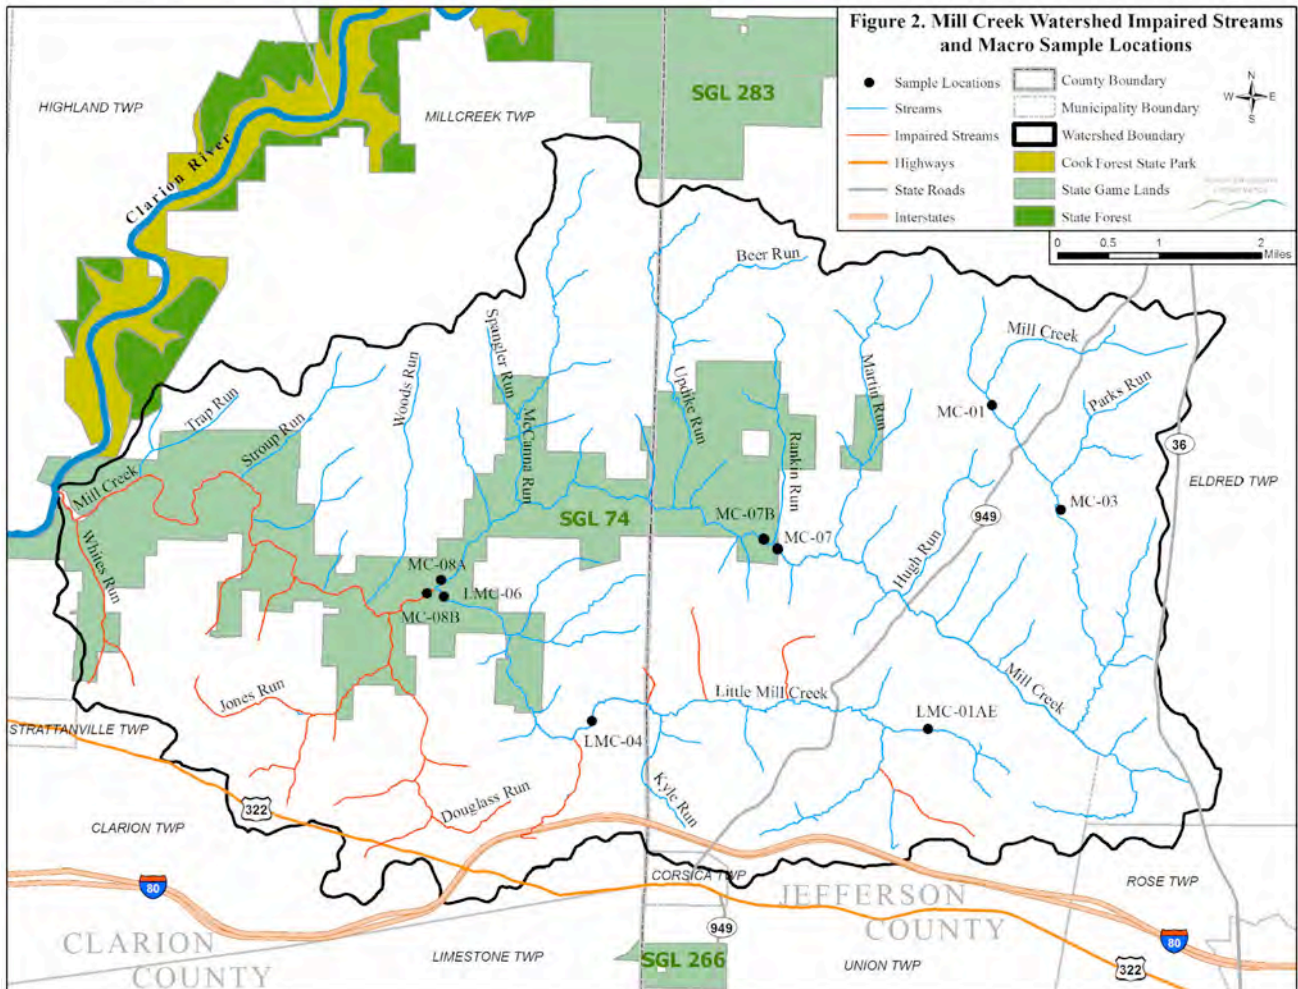 Figure 2. Mill Creek Watershed Impaired Streams
and Macro Sample Locations
Sample Locations
Streams
Impaired Streams
Highways
State Roads
Interstates
County Boundary
Municipality Boundary
Watershed Boundary
Cook Forest State Park
State Game Lands
State Forest
N
W E
S
0 0.5 1 2
Miles
HIGHLAND TWP
MILLCREEK TWP
SGL 283
Clarion River
Beer Run
Mill Creek
Spangler Run
Woods Run
Martin Run
Updike Run
Parks Run
Trap Run
Stroup Run
McCanna Run
Rankin Run
MC-01
36
Mill Creek
ELDRED TWP
MC-03
949
SGL 74
MC-07B
MC-07
Whites Run
Hugh Run
MC-08A
LMC-06
MC-08B
Jones Run
Little Mill Creek
Mill Creek
STRATTANVILLE TWP
LMC-04
LMC-01AE
Kyle Run
Douglass Run
322
CLARION TWP
80
CORSICA TWP
ROSE TWP
JEFFERSON
COUNTY
949
CLARION
COUNTY
LIMESTONE TWP
SGL 266
UNION TWP
80
322